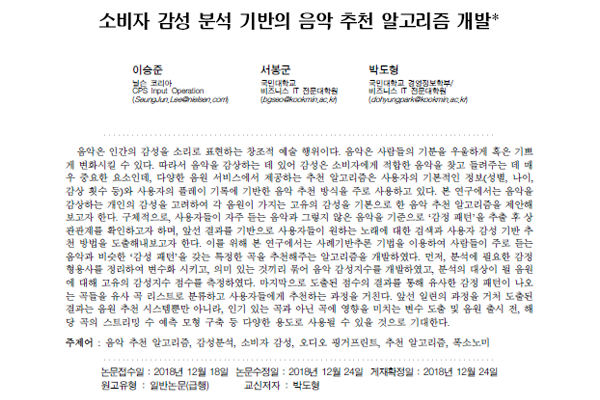 소비자 감성 분석 기반의 음악 추천 알고리즘 개발*
이승준 서봉군 박도형
닐슨 코리아 국민대학교 국민대학교 경영정보학부/
CPS Input Operation 비즈니스 IT 전문대학원 비즈니스 IT 전문대학원
(SeungJun.Lee@nielsen.com) (bgseo@kookmin.ac.kr) (dohyungpark@kookmin.ac.kr)
음악은 인간의 감성을 소리로 표현하는 창조적 예술 행위이다. 음악은 사람들의 기분을 우울하게 혹은 기쁘
게 변화시킬 수 있다. 따라서 음악을 감상하는 데 있어 감성은 소비자에게 적합한 음악을 찾고 들려주는 데 매
우 중요한 요소인데, 다양한 음원 서비스에서 제공하는 추천 알고리즘은 사용자의 기본적인 정보(성별, 나이,
감상 횟수 등)와 사용자의 플레이 기록에 기반한 음악 추천 방식을 주로 사용하고 있다. 본 연구에서는 음악을
감상하는 개인의 감성을 고려하여 각 음원이 가지는 고유의 감성을 기본으로 한 음악 추천 알고리즘을 제안해
보고자 한다. 구체적으로, 사용자들이 자주 듣는 음악과 그렇지 않은 음악을 기준으로 ‘감정 패턴’을 추출 후 상
관관계를 확인하고자 하며, 앞선 결과를 기반으로 사용자들이 원하는 노래에 대한 검색과 사용자 감성 기반 추
천 방법을 도출해내보고자 한다. 이를 위해 본 연구에서는 사례기반추론 기법을 이용하여 사람들이 주로 듣는
음악과 비슷한 ‘감성 패턴’을 갖는 특정한 곡을 추천해주는 알고리즘을 개발하였다. 먼저, 분석에 필요한 감정
형용사를 정리하여 변수화 시키고, 의미 있는 것끼리 묶어 음악 감성지수를 개발하였고, 분석의 대상이 될 음원
에 대해 고유의 감성지수 점수를 측정하였다. 마지막으로 도출된 점수의 결과를 통해 유사한 감정 패턴이 나오
는 곡들을 유사 곡 리스트로 분류하고 사용자들에게 추천하는 과정을 거친다. 앞선 일련의 과정을 거쳐 도출된
결과는 음원 추천 시스템뿐만 아니라, 인기 있는 곡과 아닌 곡에 영향을 미치는 변수 도출 및 음원 출시 전, 해
당 곡의 스트리밍 수 예측 모형 구축 등 다양한 용도로 사용될 수 있을 것으로 기대한다.
주제어 : 음악 추천 알고리즘, 감성분석, 소비자 감성, 오디오 핑거프린트, 추천 알고리즘, 폭소노미
논문접수일 : 2018년 12월 18일 논문수정일 : 2018년 12월 24일 게재확정일 : 2018년 12월 24일
원고유형 : 일반논문(급행) 교신저자 : 박도형